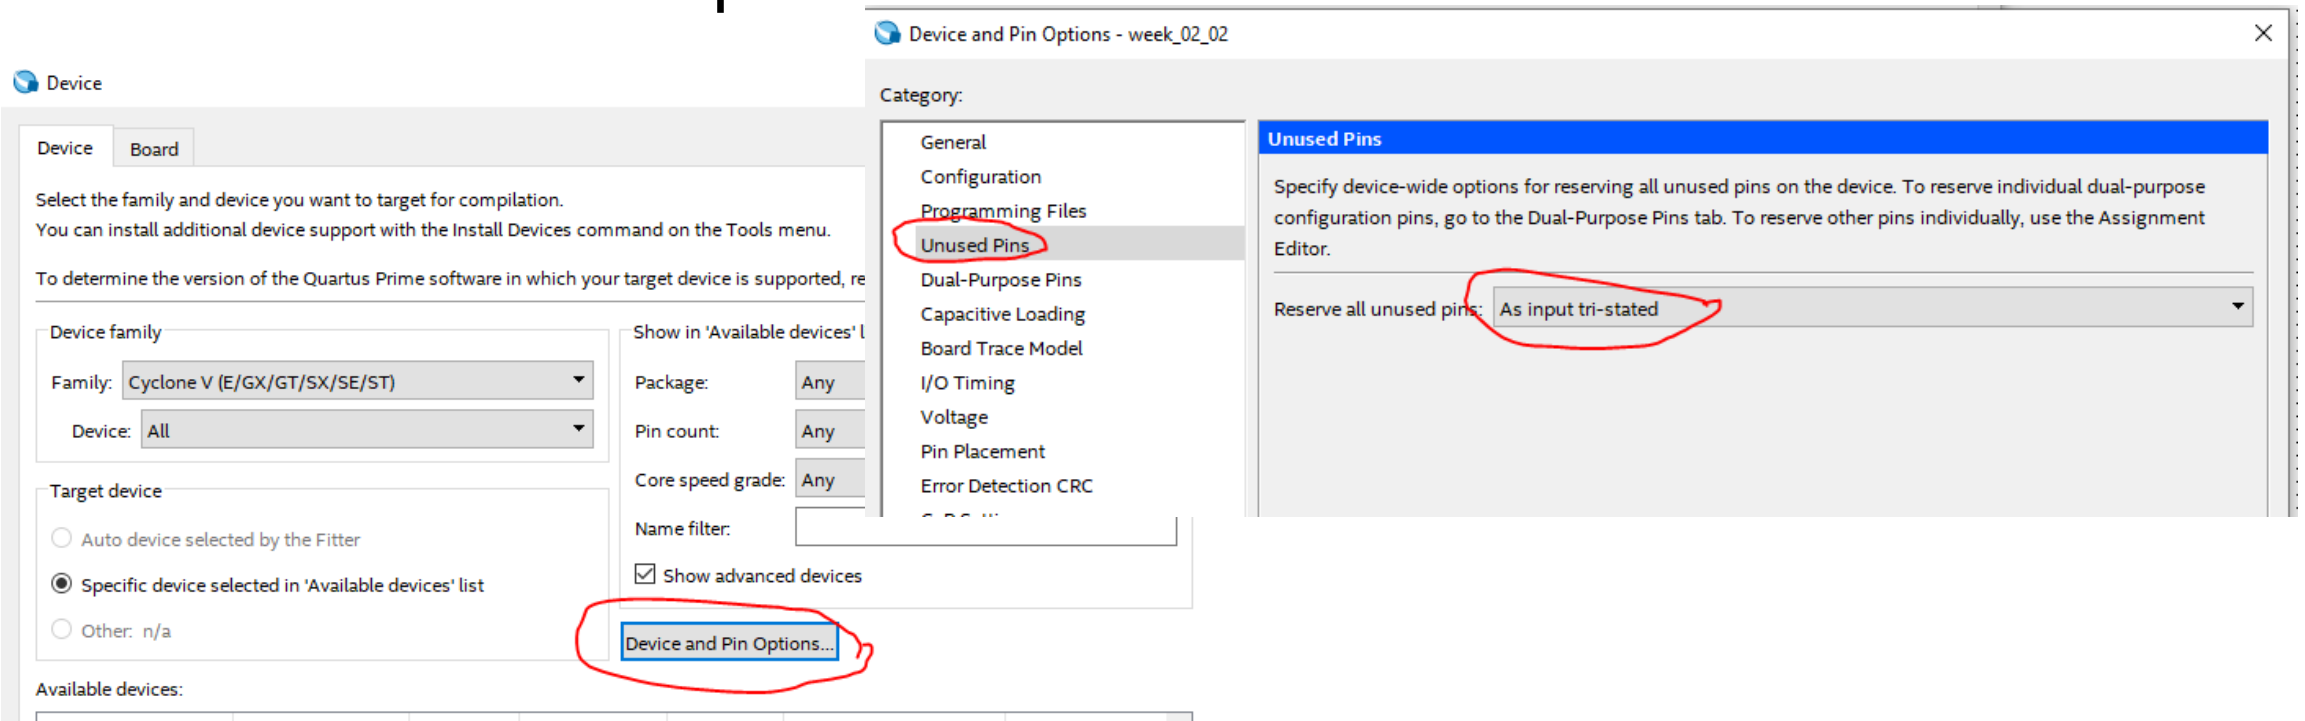 Device
Device
Board
Select the family and device you want to target for compilation.
You can install additional device support with the Install Devices command on the Tools menu.
To determine the version of the Quartus Prime software in which your target device is supported, re
Device family
Family: Cyclone V (E/GX/GT/SX/SE/ST)
Device: All
Target device
Auto device selected by the Fitter
Specific device selected in 'Available devices' list
Other: n/a
Show in 'Available devices' l
Package: Any
Pin count: Any
Core speed grade: Any
Name filter:
Show advanced devices
Device and Pin Options...
Available devices:
Device and Pin Options - week_02_02
Category:
General
Configuration
Programming Files
Unused Pins
Dual-Purpose Pins
Capacitive Loading
Board Trace Model
I/O Timing
Voltage
Pin Placement
Error Detection CRC
Unused Pins
Specify device-wide options for reserving all unused pins on the device. To reserve individual dual-purpose
configuration pins, go to the Dual-Purpose Pins tab. To reserve other pins individually, use the Assignment
Editor.
Reserve all unused pins: As input tri-stated